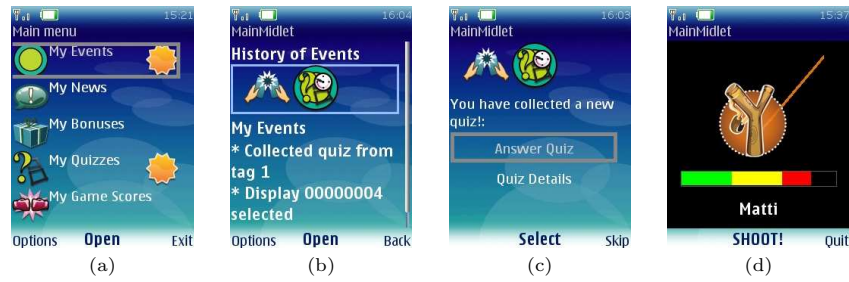 15:21
Main menu
My Events
My News
My Bonuses
My Quizzes
My Game Scores
Options Open Exit
(a)
16:04
MainMidlet
History of Events
My Events
* Collected quiz from
tag 1
* Display 00000004
selected
Options Open Back
(b)
16:03
MainMidlet
You have collected a new
quiz!:
Answer Quiz
Quiz Details
Select Skip
(c)
15:37
MainMidlet
Matti
SHOOT! Quit
(d)